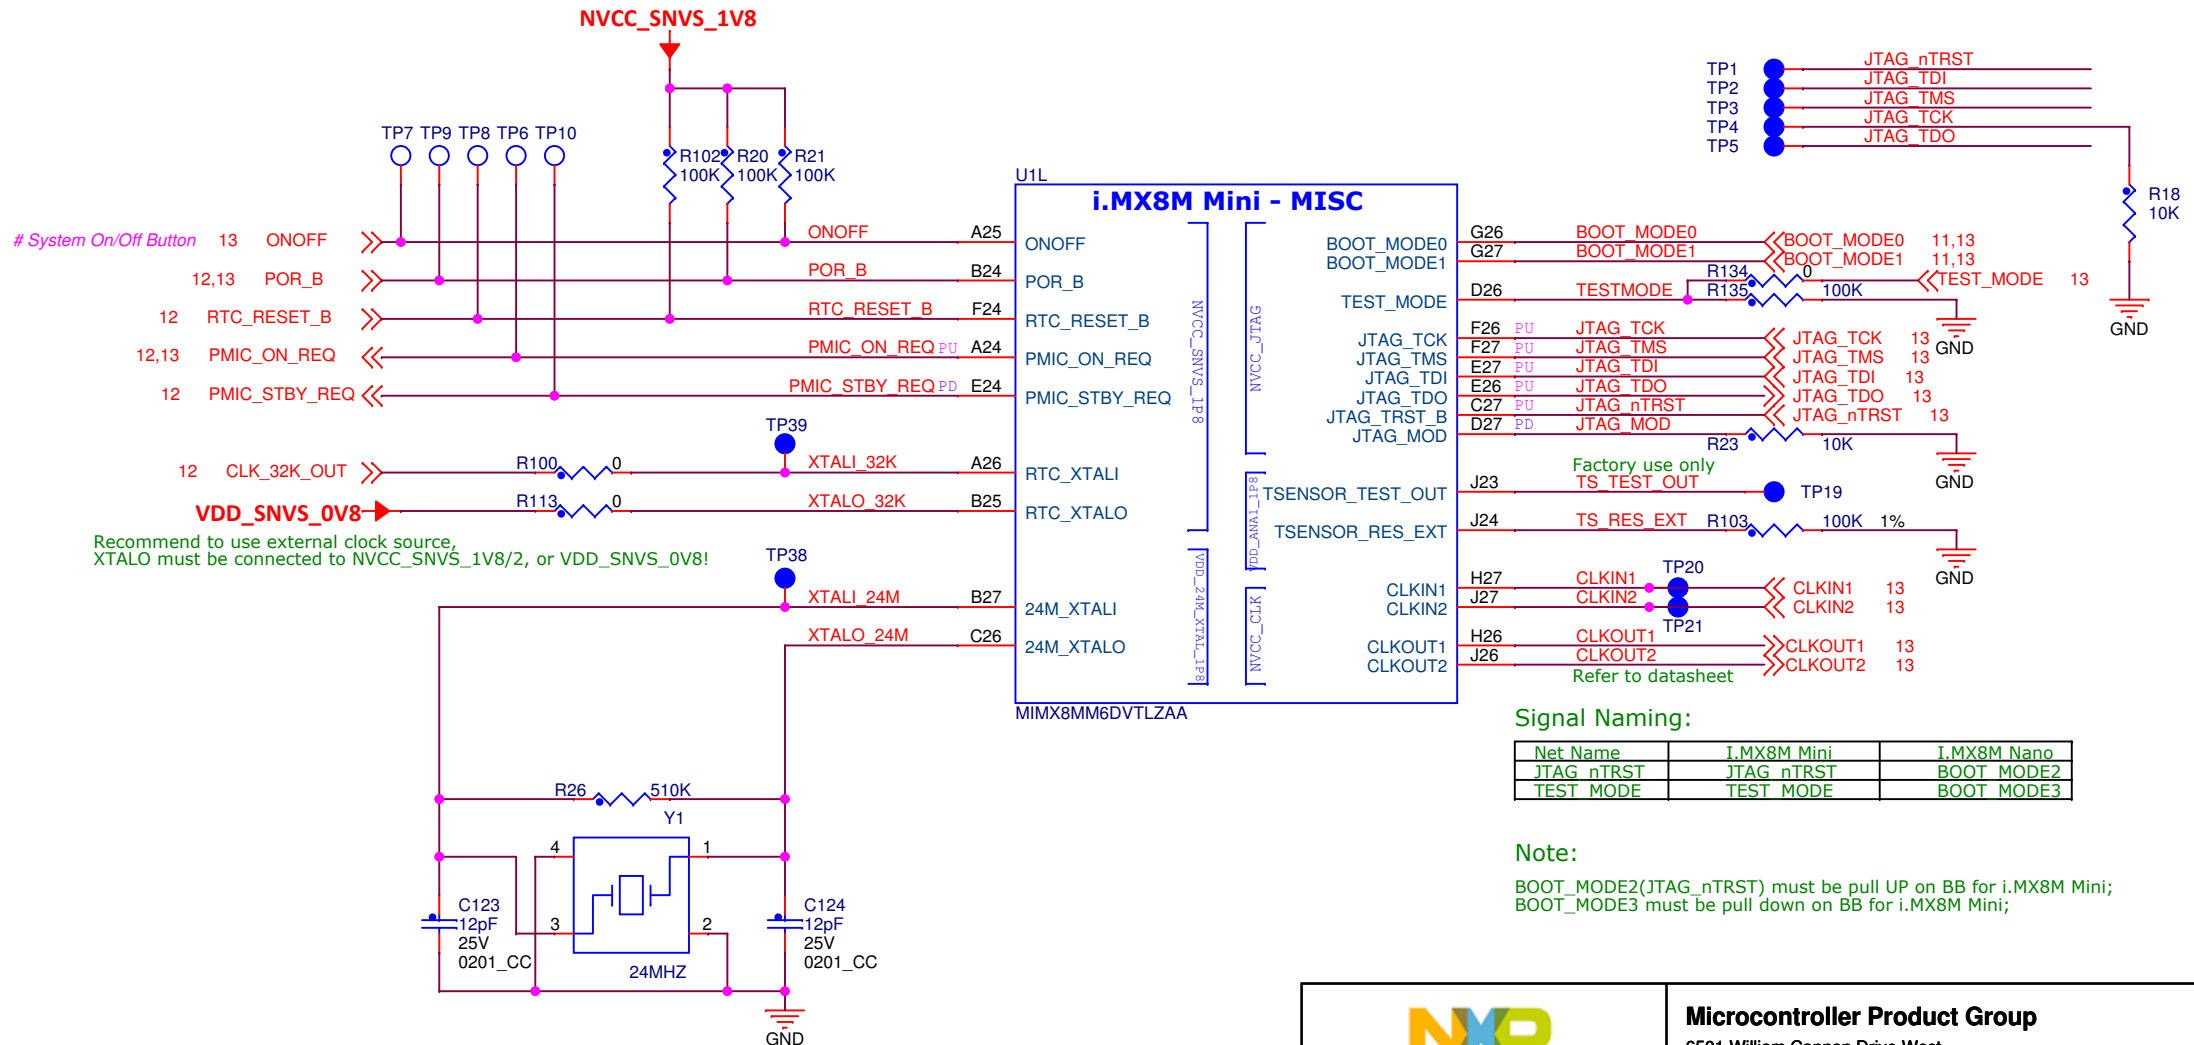 NVCC_SNVS_1V8
TP7 TP9 TP8 TP6 TP10
R102 R20 R21
100K 100K 100K
# System On/Off Button 13 ONOFF
12,13 POR_B
12 RTC_RESET_B
12,13 PMIC_ON_REQ
12 PMIC_STBY_REQ
ONOFF A25
POR_B B24
RTC_RESET_B F24
PMIC_ON_REQ PU A24
PMIC_STBY_REQ PD E24
TP39
12 CLK_32K_OUT R100 0 XTALI_32K A26
VDD_SNVS_0V8 R113 0 XTALO_32K B25
Recommend to use external clock source,
XTALO must be connected to NVCC_SNVS_1V8/2, or VDD_SNVS_0V8!
TP38
XTALI_24M B27
XTALO_24M C26
R26 510K
Y1
4 1
3 2
24MHZ
C123
12pF
25V
0201_CC
C124
12pF
25V
0201_CC
GND
U1L
i.MX8M Mini - MISC
ONOFF
POR_B
RTC_RESET_B
PMIC_ON_REQ
PMIC_STBY_REQ
RTC_XTALI
RTC_XTALO
24M_XTALI
24M_XTALO
NVCC_SNVS_1P8
VDD_24M_XTAL_1P8
NVCC_JTAG
VDD_ANA1_1P8
NVCC_CLK
BOOT_MODE0
BOOT_MODE1
TEST_MODE
JTAG_TCK
JTAG_TMS
JTAG_TDI
JTAG_TDO
JTAG_TRST_B
JTAG_MOD
TSENSOR_TEST_OUT
TSENSOR_RES_EXT
CLKIN1
CLKIN2
CLKOUT1
CLKOUT2
MIMX8MM6DVTLZAA
TP1 JTAG_nTRST
TP2 JTAG_TDI
TP3 JTAG_TMS
TP4 JTAG_TCK
TP5 JTAG_TDO
R18
10K
GND
G26 BOOT_MODE0 BOOT_MODE0 11,13
G27 BOOT_MODE1 BOOT_MODE1 11,13
R134 0 TEST_MODE 13
D26 TESTMODE R135 100K
GND
F26 PU JTAG_TCK JTAG_TCK 13
F27 PU JTAG_TMS JTAG_TMS 13
E27 PU JTAG_TDI JTAG_TDI 13
E26 PU JTAG_TDO JTAG_TDO 13
C27 PU JTAG_nTRST JTAG_nTRST 13
D27 PD JTAG_MOD R23 10K
GND
Factory use only
J23 TS_TEST_OUT TP19
J24 TS_RES_EXT R103 100K 1%
GND
TP20
H27 CLKIN1 CLKIN1 13
J27 CLKIN2 CLKIN2 13
TP21
H26 CLKOUT1 CLKOUT1 13
J26 CLKOUT2 CLKOUT2 13
Refer to datasheet
Signal Naming:
Net Name I.MX8M Mini I.MX8M Nano
JTAG_nTRST JTAG_nTRST BOOT_MODE2
TEST_MODE TEST_MODE BOOT_MODE3
Note:
BOOT_MODE2(JTAG_nTRST) must be pull UP on BB for i.MX8M Mini;
BOOT_MODE3 must be pull down on BB for i.MX8M Mini;
NXP
Microcontroller Product Group
6501 William Cannon Drive West